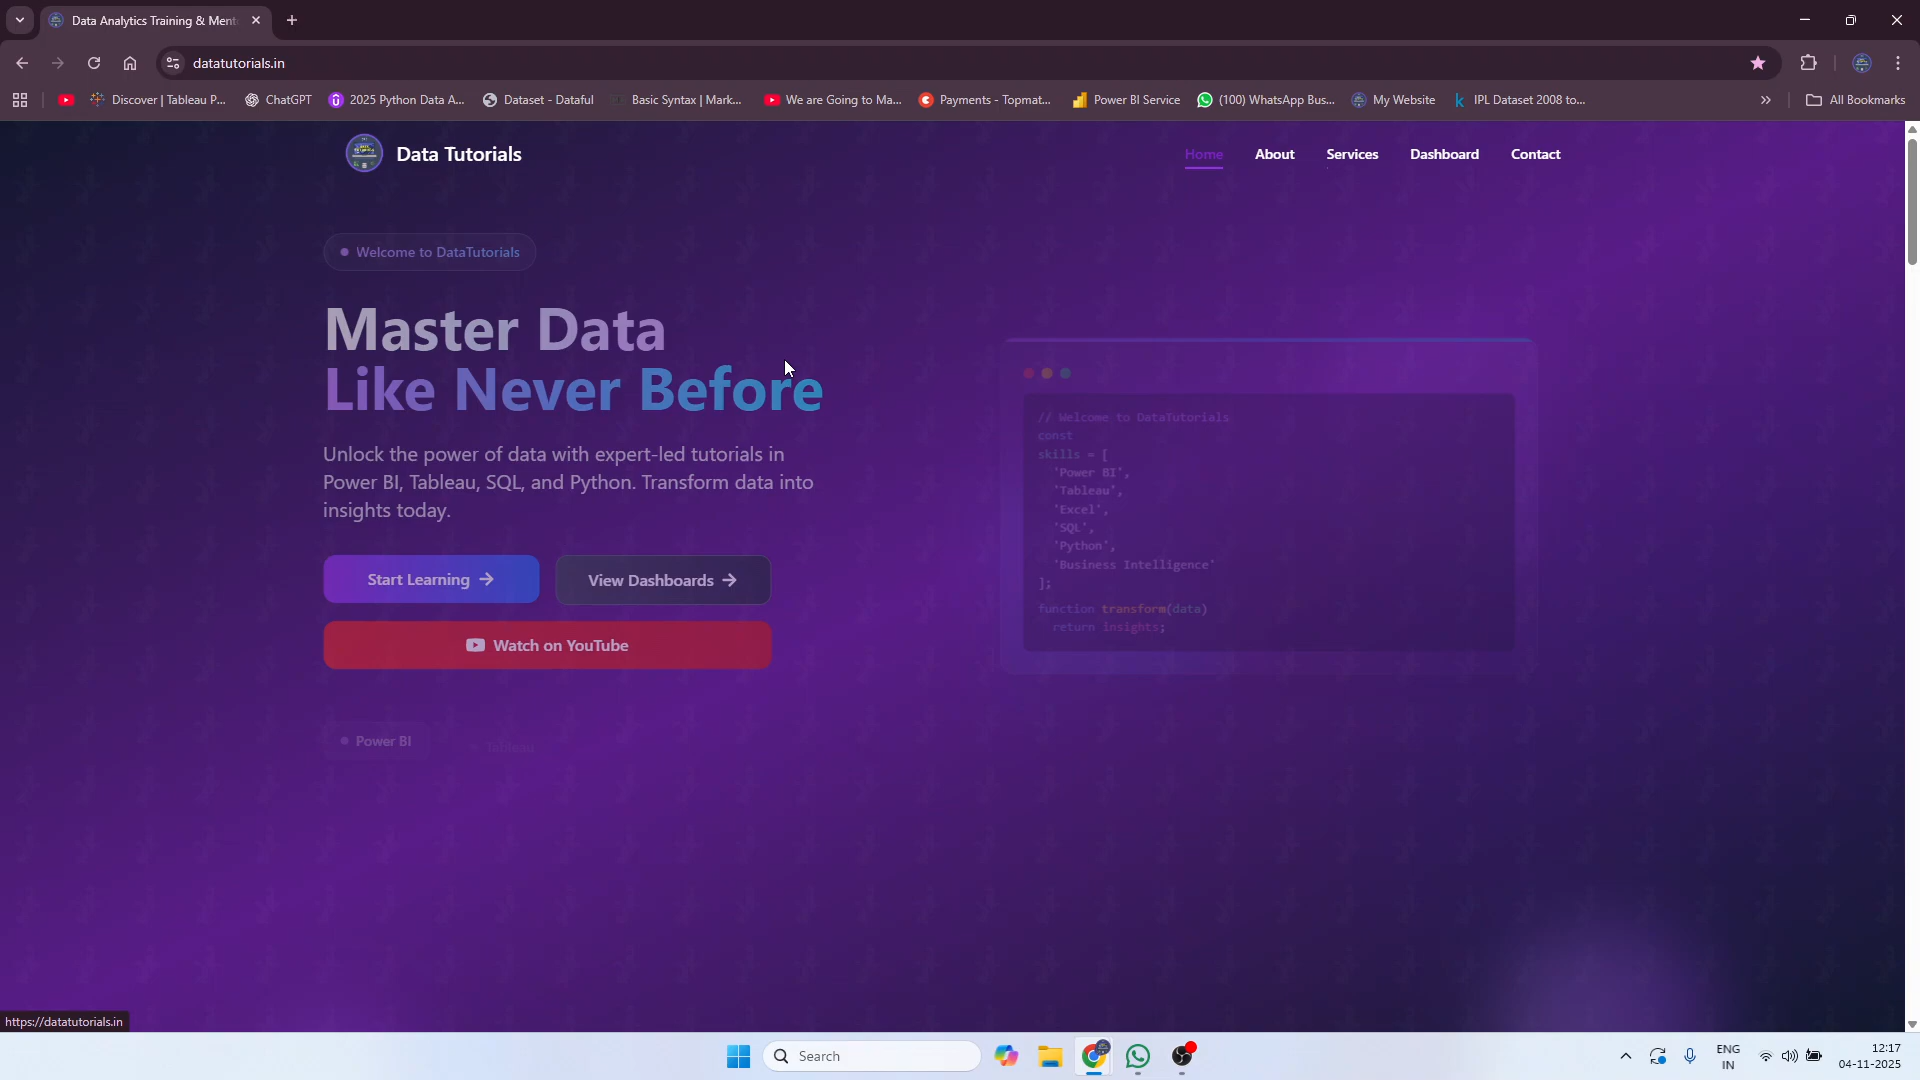 Data Analytics Training & Ment
datatutorials.in
Discover | Tableau P...
ChatGPT
2025 Python Data A...
Dataset - Dataful
Basic Syntax | Mark...
We are Going to Ma...
Payments - Topmat...
Power BI Service
(100) WhatsApp Bus...
My Website
IPL Dataset 2008 to...
All Bookmarks
Data Tutorials
Home
About
Services
Dashboard
Contact
Welcome to DataTutorials
Master Data
Like Never Before
Unlock the power of data with expert-led tutorials in
Power BI, Tableau, SQL, and Python. Transform data into
insights today.
Start Learning →
View Dashboards →
Watch on YouTube
Power BI
Tableau
// Welcome to DataTutorials
const
skills = [
'Power BI',
'Tableau',
'Excel',
'SQL',
'Python',
'Business Intelligence'
];
function transform(data)
return insights;
https://datatutorials.in
Search
ENG
IN
12:17
04-11-2025